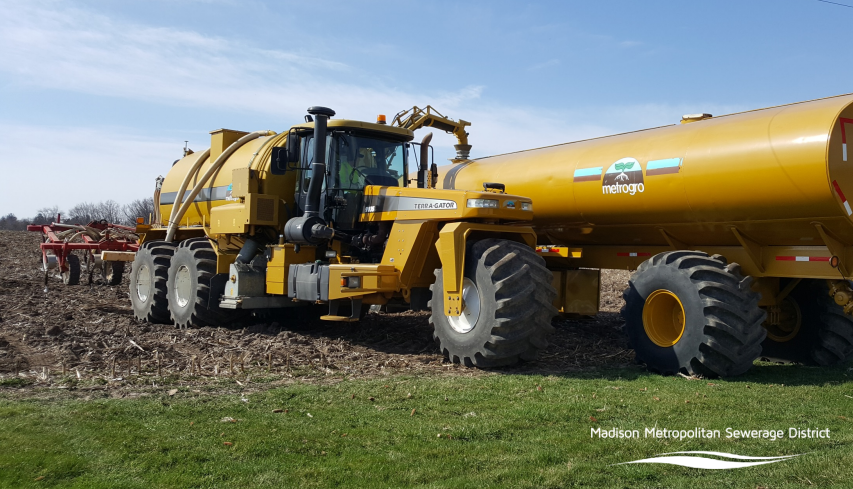 TERRA-GATOR
metrogro
Madison Metropolitan Sewerage District